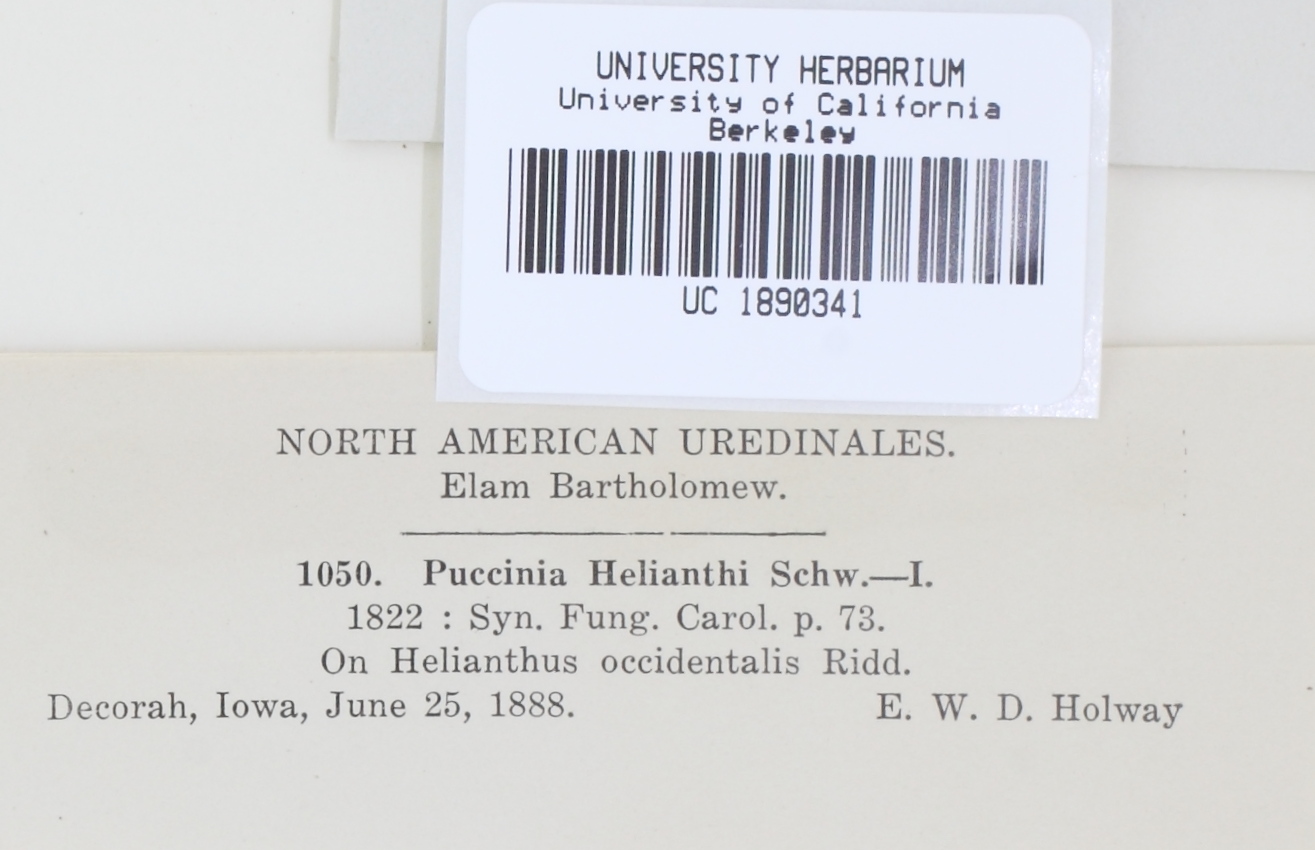 UNIVERSITY HERBARIUM
University of California
Berkeley
UC 1890341
NORTH AMERICAN UREDINALES.
Elam Bartholomew.
1050. Puccinia Helianthi Schw.—I.
1822 : Syn. Fung. Carol. p. 73.
On Helianthus occidentalis Ridd.
Decorah, Iowa, June 25, 1888. E. W. D. Holway